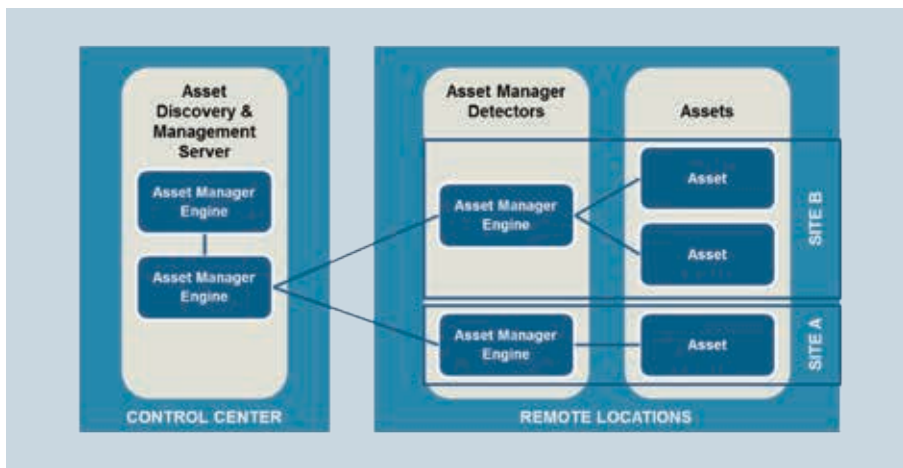 Asset
Discovery &
Management
Server
Asset Manager
Engine
Asset Manager
Engine
CONTROL CENTER
Asset Manager
Detectors
Assets
Asset Manager
Engine
Asset
Asset
SITE B
Asset Manager
Engine
Asset
SITE A
REMOTE LOCATIONS